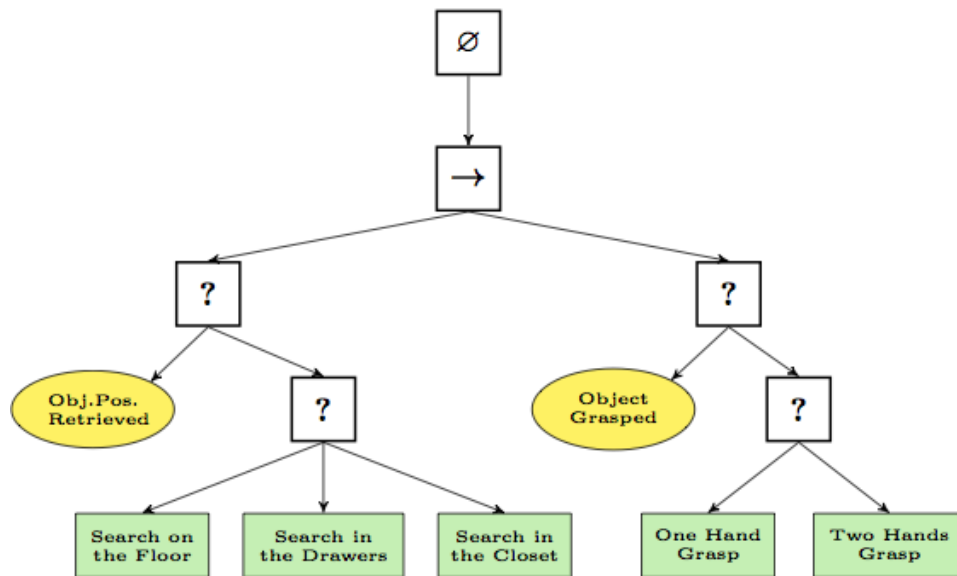 ∅
→
?
?
Obj.Pos.
Retrieved
?
Object
Grasped
?
Search on
the Floor
Search in
the Drawers
Search in
the Closet
One Hand
Grasp
Two Hands
Grasp